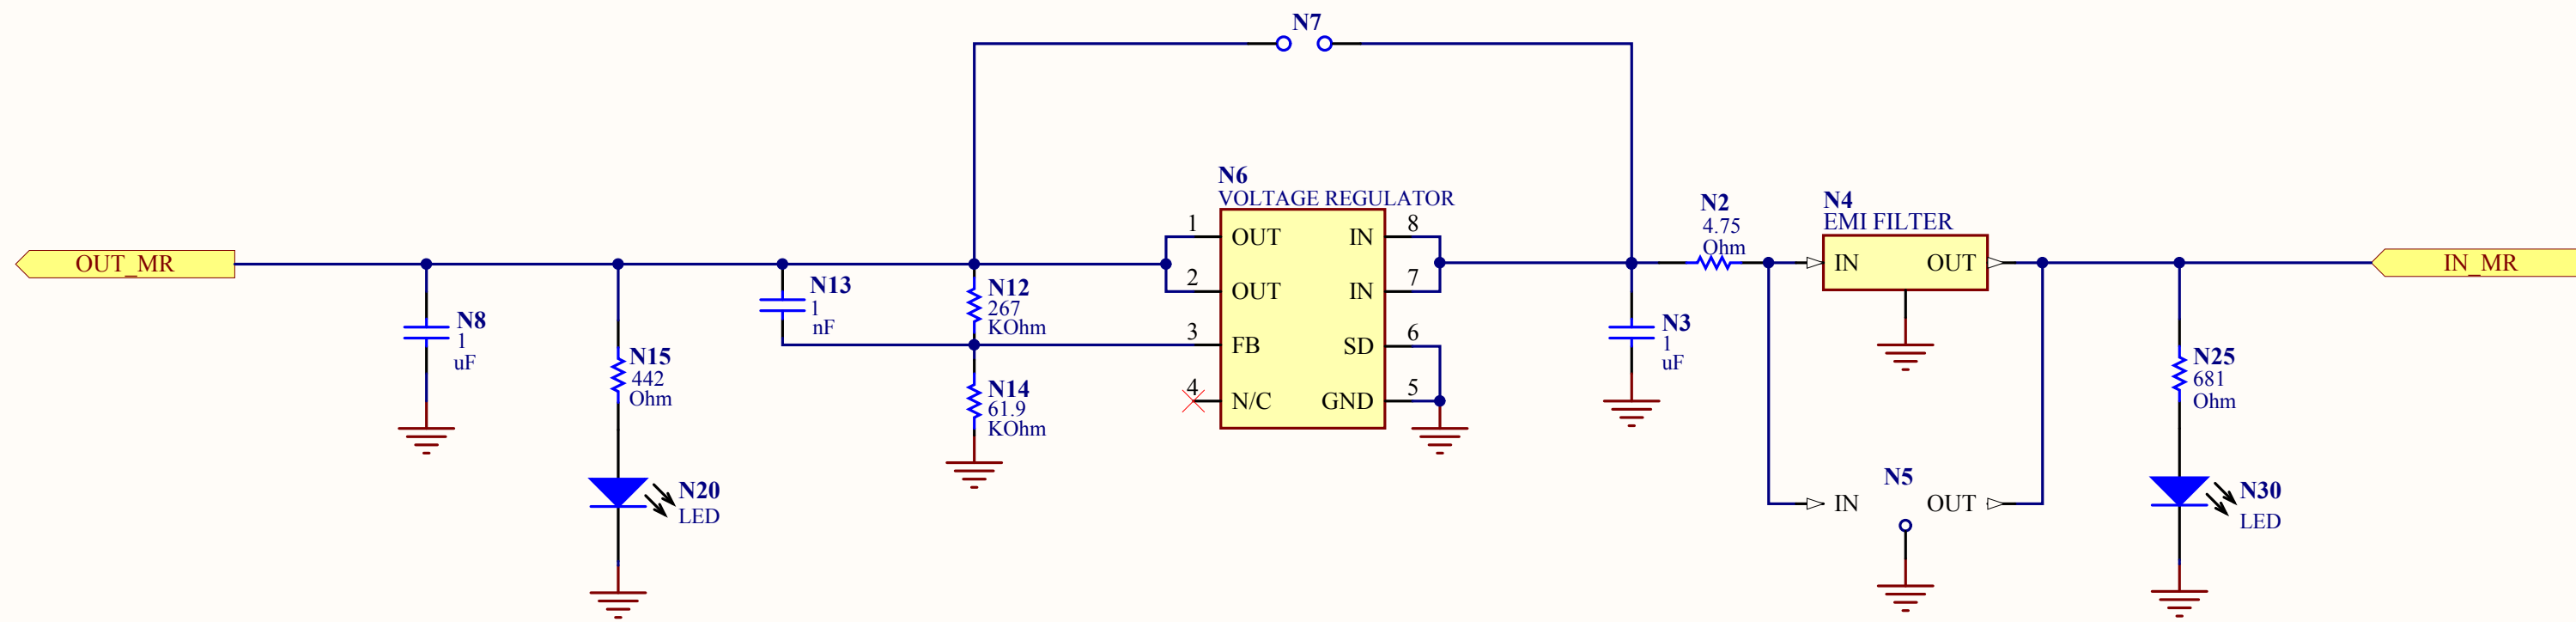 N7
N6
VOLTAGE REGULATOR
1 OUT IN 8
2 OUT IN 7
3 FB SD 6
4 N/C GND 5
OUT_MR
N8
1
uF
N15
442
Ohm
N20
LED
N13
1
nF
N12
267
KOhm
N14
61.9
KOhm
N3
1
uF
N2
4.75
Ohm
N4
EMI FILTER
IN OUT
N5
IN OUT
IN_MR
N25
681
Ohm
N30
LED